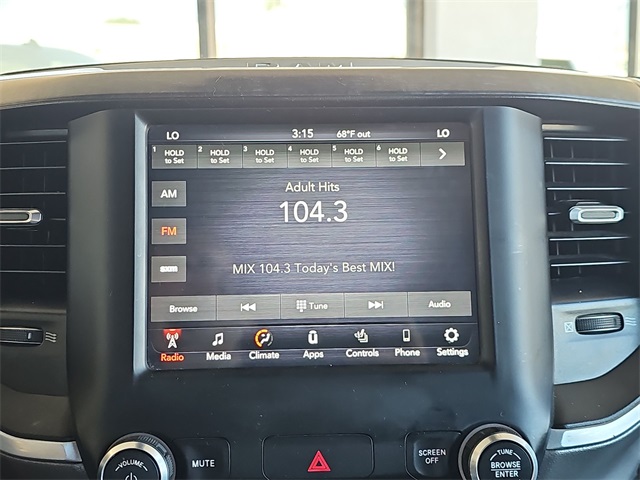 LO 3:15 68°F out LO
1 HOLD to Set 2 HOLD to Set 3 HOLD to Set 4 HOLD to Set 5 HOLD to Set 6 HOLD to Set
AM
Adult Hits
104.3
FM
SXM
MIX 104.3 Today's Best MIX!
Browse Tune Audio
Radio Media Climate Apps Controls Phone Settings
VOLUME MUTE SCREEN OFF TUNE BROWSE ENTER